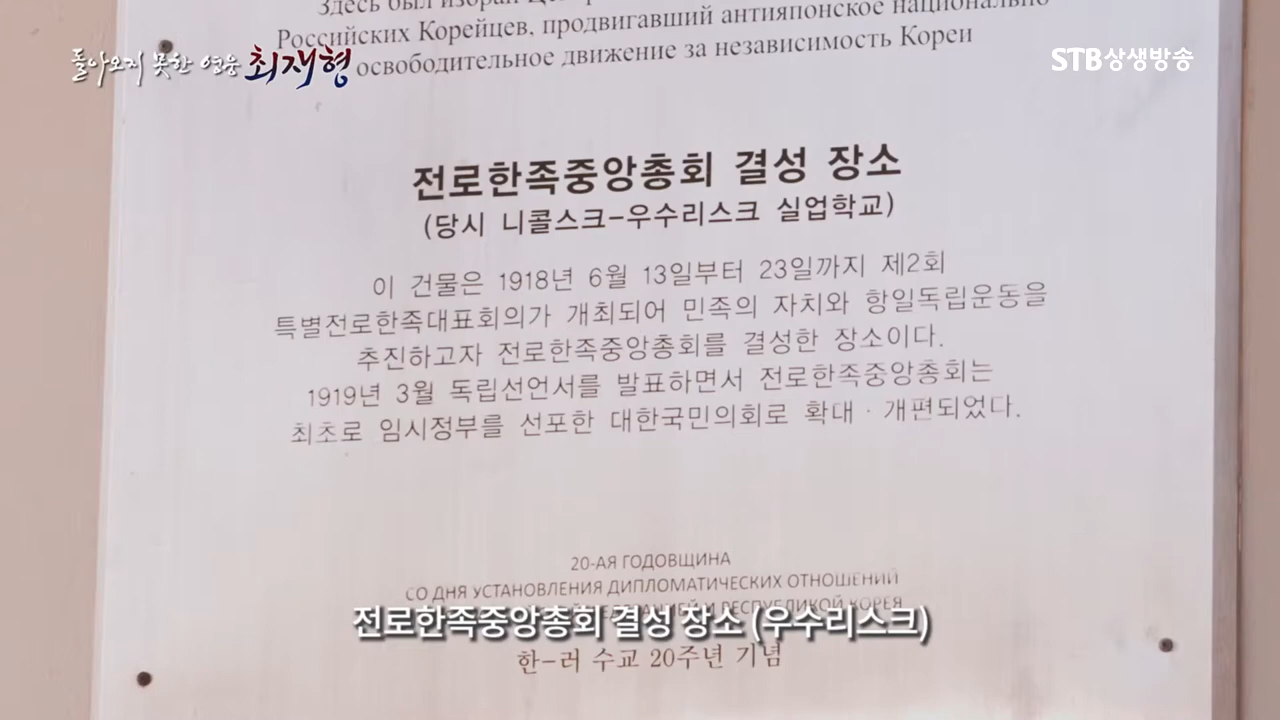 Здесь был избран
Российских Корейцев, продвигавший антияпонское национально
освободительное движение за независимость Кореи
돌아오지 못한 영웅 최재형
STB상생방송
전로한족중앙총회 결성 장소
(당시 니콜스크-우수리스크 실업학교)
이 건물은 1918년 6월 13일부터 23일까지 제2회
특별전로한족대표회의가 개최되어 민족의 자치와 항일독립운동을
추진하고자 전로한족중앙총회를 결성한 장소이다.
1919년 3월 독립선언서를 발표하면서 전로한족중앙총회는
최초로 임시정부를 선포한 대한국민의회로 확대·개편되었다.
20-АЯ ГОДОВЩИНА
СО ДНЯ УСТАНОВЛЕНИЯ ДИПЛОМАТИЧЕСКИХ ОТНОШЕНИЙ
И РЕСПУБЛИКОЙ КОРЕЯ
전로한족중앙총회 결성 장소 (우수리스크)
한-러 수교 20주년 기념